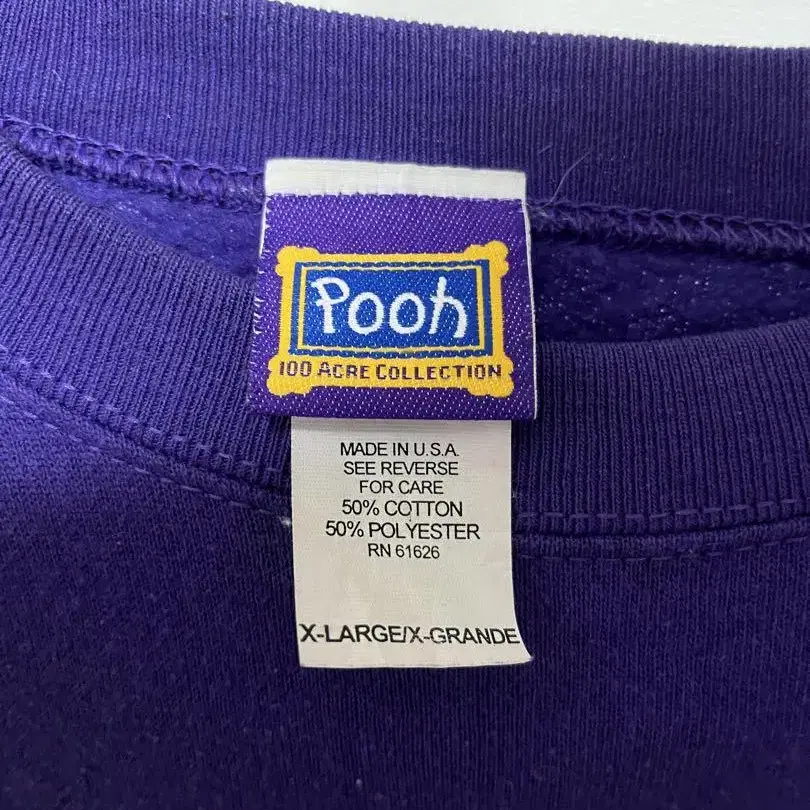 Pooh
100 ACRE COLLECTION
MADE IN U.S.A.
SEE REVERSE
FOR CARE
50% COTTON
50% POLYESTER
RN 61626
X-LARGE/X-GRANDE